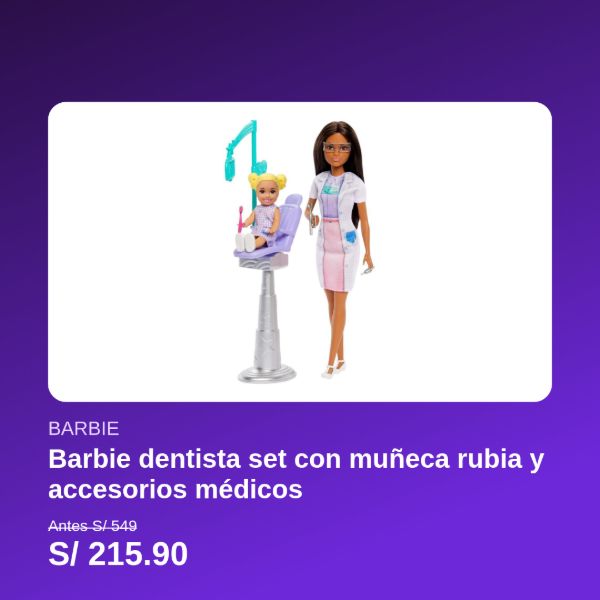 BARBIE
Barbie dentista set con muñeca rubia y
accesorios médicos
Antes S/ 549
S/ 215.90